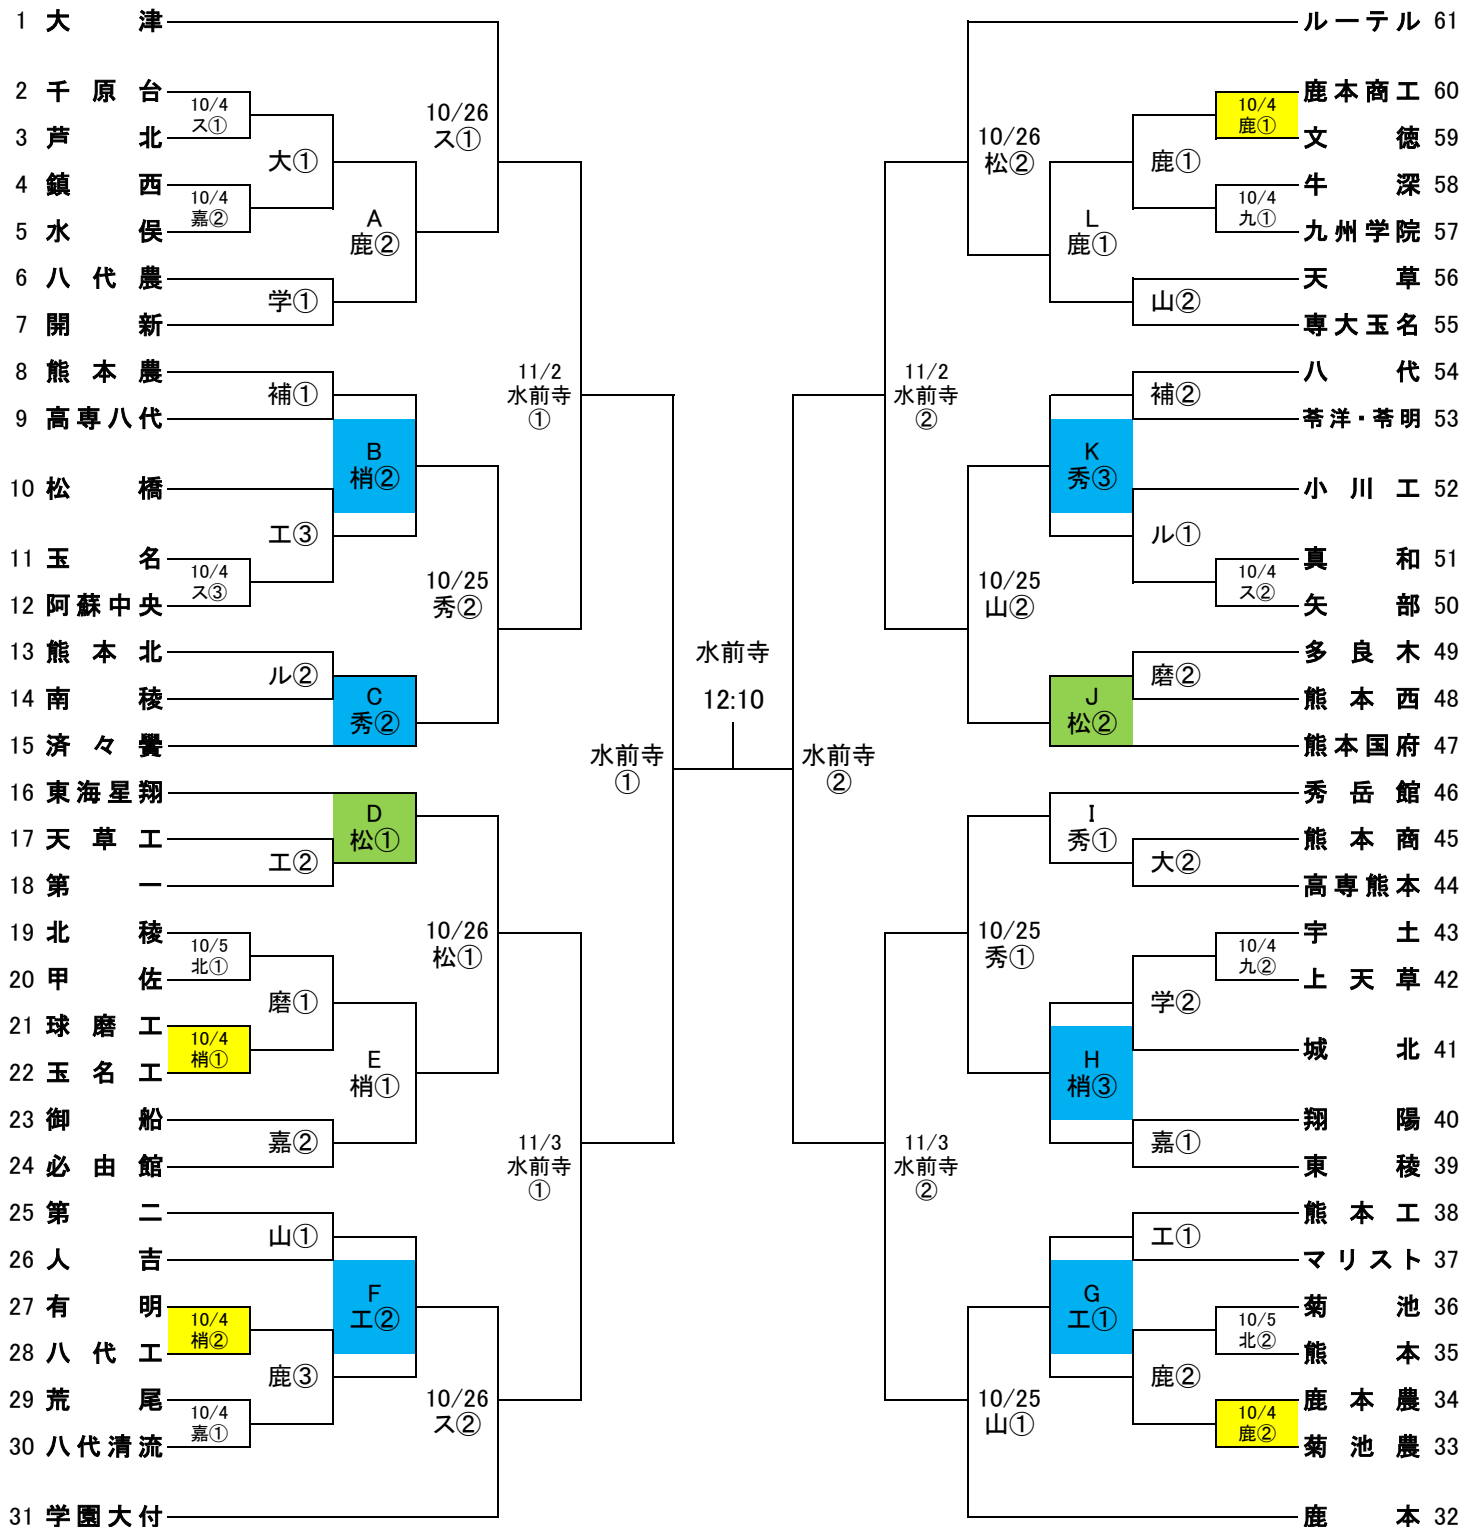 1 大津
2 千原台
10/4
ス①
3 芦北
大①
4 鎮西
10/4
嘉②
5 水俣
A
鹿②
6 八代農
学①
7 開新
10/26
ス①
8 熊本農
補①
9 高専八代
B
梢②
10 松橋
工③
11 玉名
10/4
ス③
12 阿蘇中央
10/25
秀②
13 熊本北
ル②
14 南稜
C
秀②
15 済々黌
11/2
水前寺
①
16 東海星翔
D
松①
17 天草工
工②
18 第一
19 北稜
10/5
北①
20 甲佐
磨①
21 球磨工
10/4
梢①
22 玉名工
E
梢①
23 御船
嘉②
24 必由館
10/26
松①
25 第二
山①
26 人吉
F
工②
27 有明
10/4
梢②
28 八代工
鹿③
29 荒尾
10/4
嘉①
30 八代清流
10/26
ス②
31 学園大付
11/3
水前寺
①
水前寺
①
水前寺
12:10
水前寺
②
ルーテル 61
10/26
松②
鹿本商工 60
10/4
鹿①
文徳 59
鹿①
牛深 58
10/4
九①
九州学院 57
L
鹿①
天草 56
山②
専大玉名 55
11/2
水前寺
②
八代 54
補②
苓洋・苓明 53
K
秀③
小川工 52
ル①
真和 51
10/4
ス②
矢部 50
10/25
山②
多良木 49
磨②
熊本西 48
J
松②
熊本国府 47
秀岳館 46
I
秀①
熊本商 45
大②
高専熊本 44
10/25
秀①
宇土 43
10/4
九②
上天草 42
学②
城北 41
H
梢③
翔陽 40
嘉①
東稜 39
11/3
水前寺
②
熊本工 38
工①
マリスト 37
G
工①
菊池 36
10/5
北②
熊本 35
鹿②
鹿本農 34
10/4
鹿②
菊池農 33
10/25
山①
鹿本 32